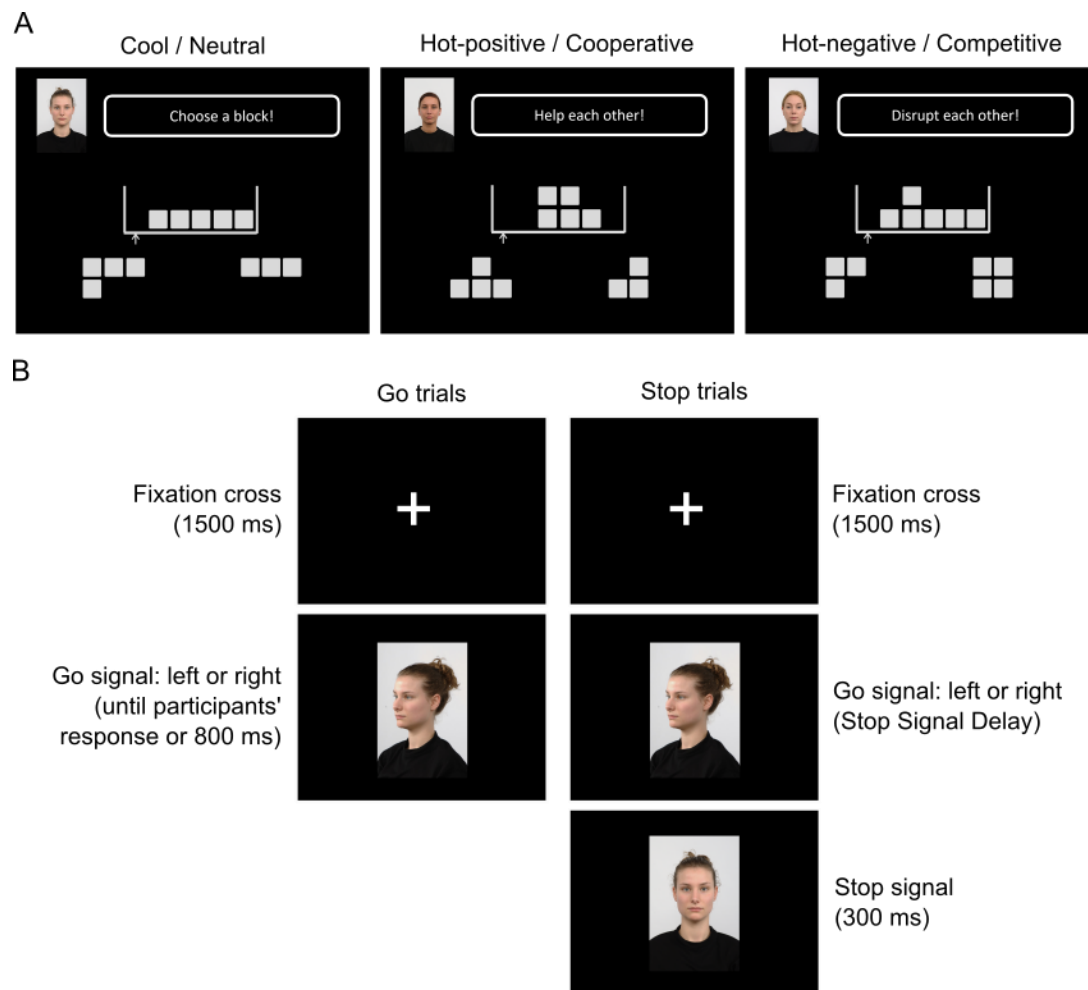 A
Cool / Neutral
Hot-positive / Cooperative
Hot-negative / Competitive
Choose a block!
Help each other!
Disrupt each other!
B
Go trials
Stop trials
Fixation cross
(1500 ms)
Fixation cross
(1500 ms)
Go signal: left or right
(until participants'
response or 800 ms)
Go signal: left or right
(Stop Signal Delay)
Stop signal
(300 ms)